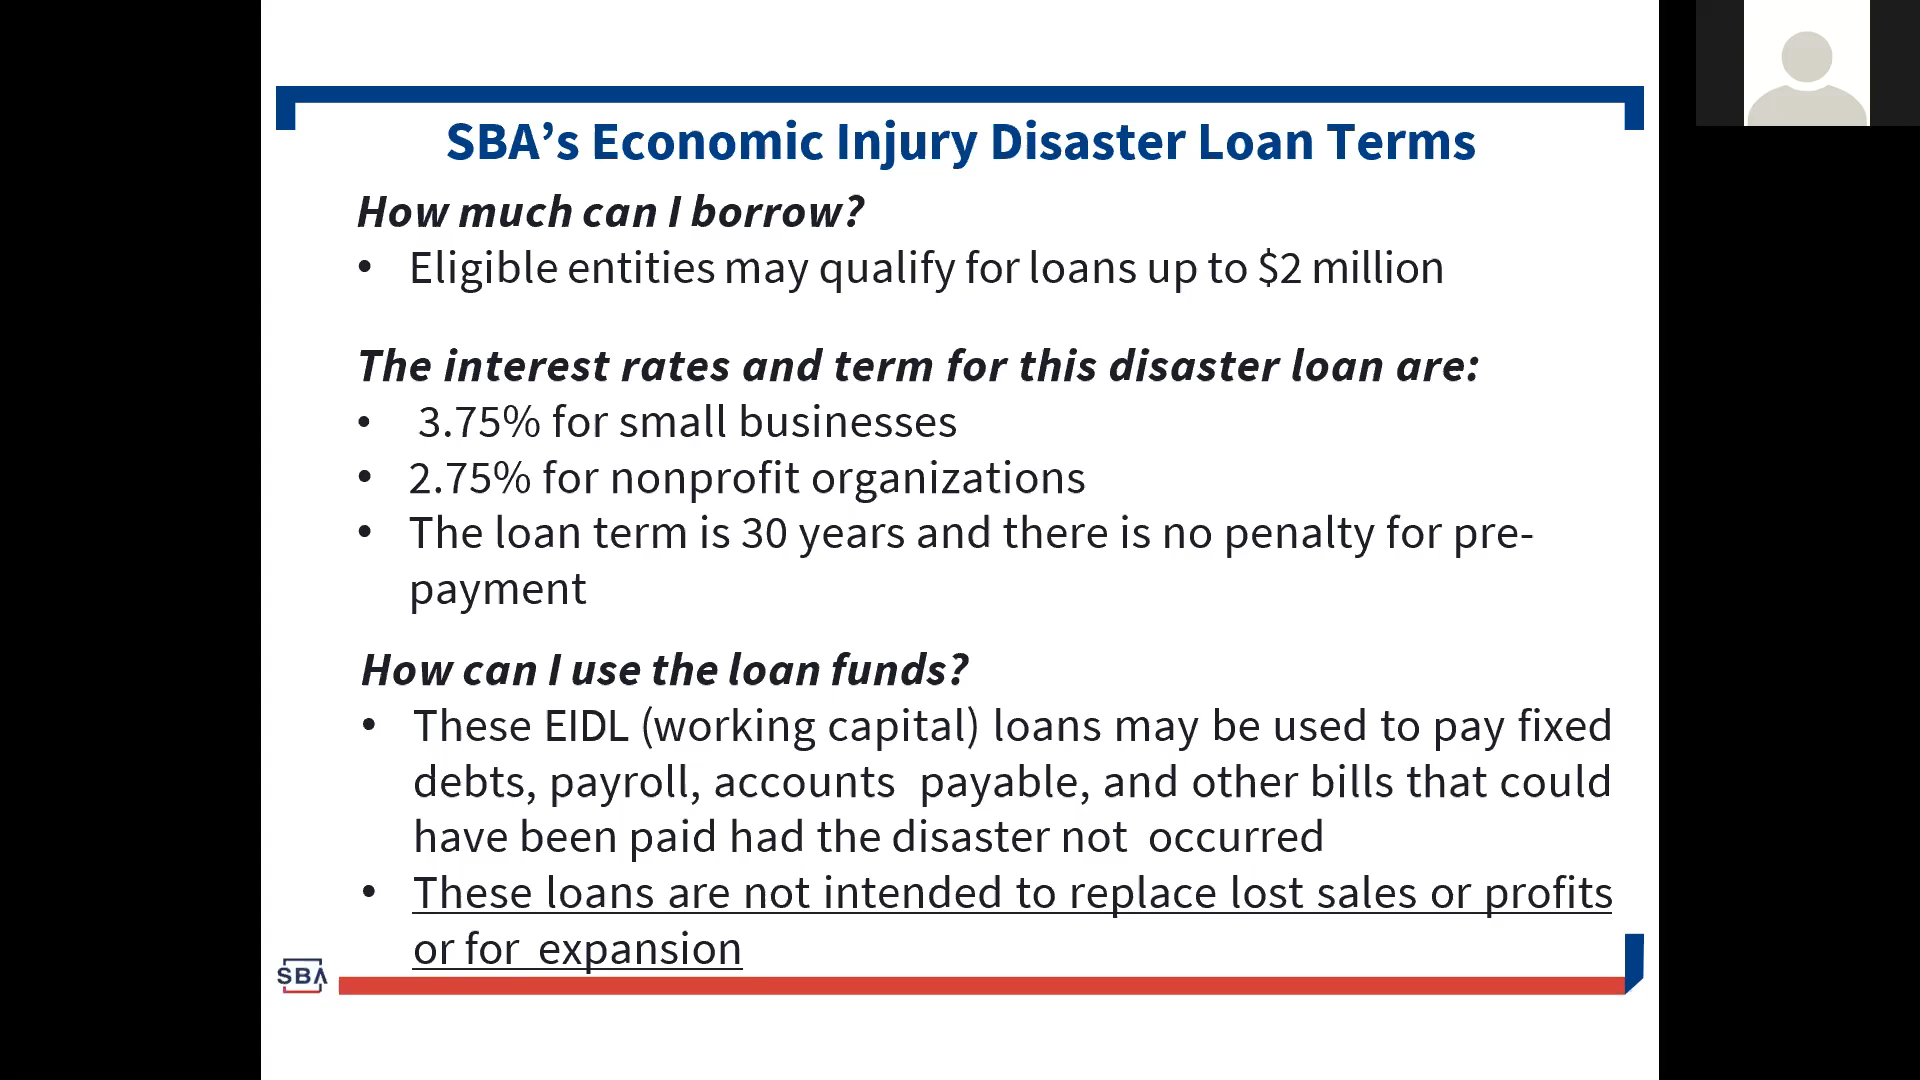 SBA’s Economic Injury Disaster Loan Terms
How much can I borrow?
• Eligible entities may qualify for loans up to $2 million
The interest rates and term for this disaster loan are:
• 3.75% for small businesses
• 2.75% for nonprofit organizations
• The loan term is 30 years and there is no penalty for pre-
payment
How can I use the loan funds?
• These EIDL (working capital) loans may be used to pay fixed
debts, payroll, accounts  payable, and other bills that could
have been paid had the disaster not  occurred
• These loans are not intended to replace lost sales or profits
or for  expansion
SBA